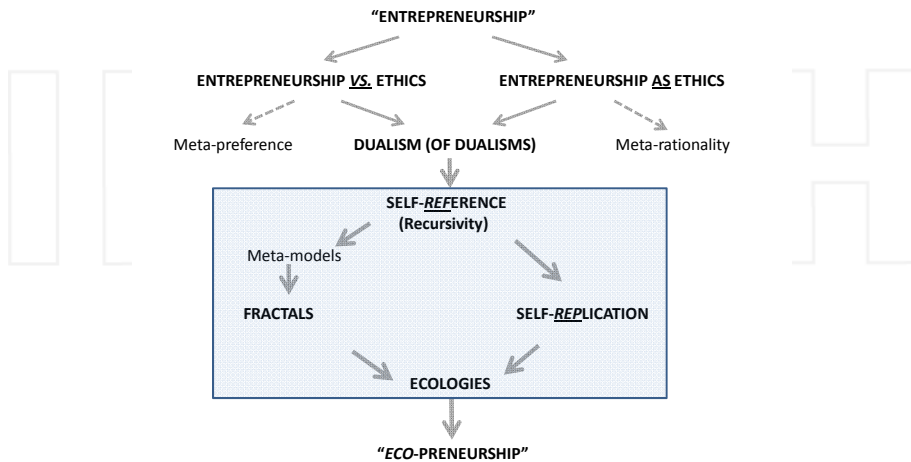 “ENTREPRENEURSHIP”
ENTREPRENEURSHIP VS. ETHICS
ENTREPRENEURSHIP AS ETHICS
Meta-preference
DUALISM (OF DUALISMS)
Meta-rationality
SELF-REFERENCE
(Recursivity)
Meta-models
FRACTALS
SELF-REPLICATION
ECOLOGIES
“ECO-PRENEURSHIP”